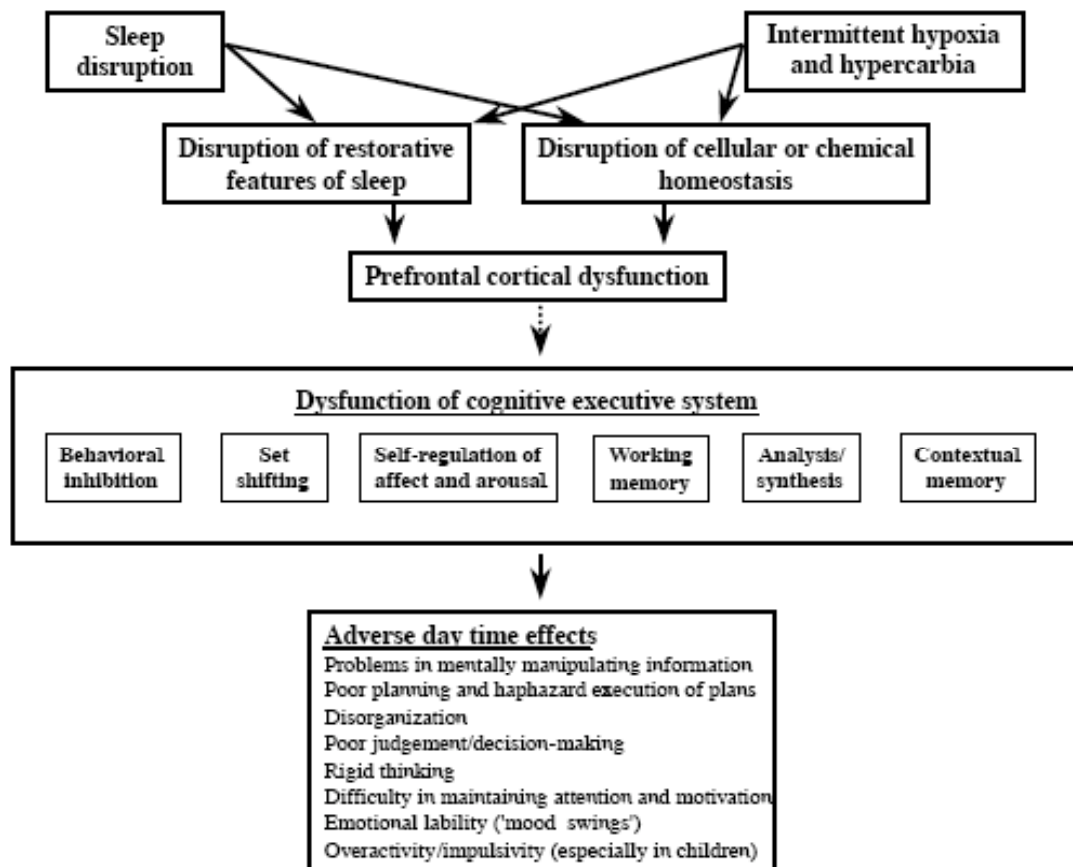 Sleep
disruption
Intermittent hypoxia
and hypercarbia
Disruption of restorative
features of sleep
Disruption of cellular or chemical
homeostasis
Prefrontal cortical dysfunction
Dysfunction of cognitive executive system
Behavioral
inhibition
Set
shifting
Self-regulation of
affect and arousal
Working
memory
Analysis/
synthesis
Contextual
memory
Adverse day time effects
Problems in mentally manipulating information
Poor planning and haphazard execution of plans
Disorganization
Poor judgement/decision-making
Rigid thinking
Difficulty in maintaining attention and motivation
Emotional lability ('mood swings')
Overactivity/impulsivity (especially in children)